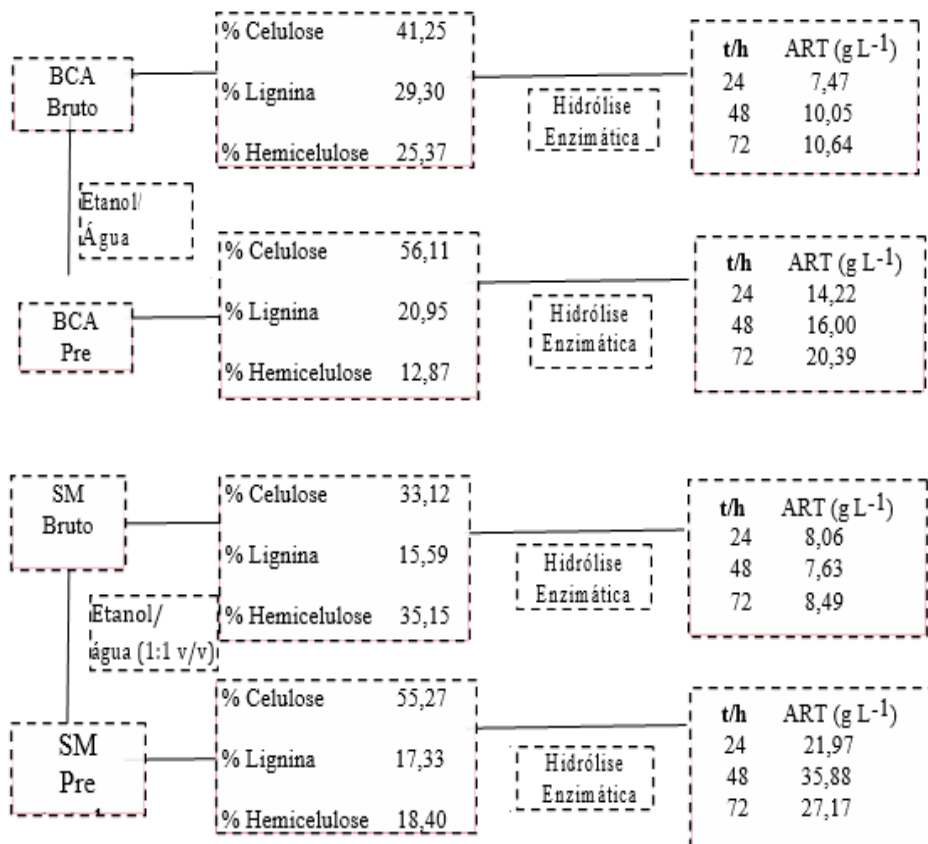 BCA
Bruto
% Celulose 41,25
% Lignina 29,30
% Hemicelulose 25,37
Hidrólise
Enzimática
t/h ART (g L-1)
24 7,47
48 10,05
72 10,64
Etanol/
Água
BCA
Pre
% Celulose 56,11
% Lignina 20,95
% Hemicelulose 12,87
Hidrólise
Enzimática
t/h ART (g L-1)
24 14,22
48 16,00
72 20,39
SM
Bruto
% Celulose 33,12
% Lignina 15,59
% Hemicelulose 35,15
Hidrólise
Enzimática
t/h ART (g L-1)
24 8,06
48 7,63
72 8,49
Etanol/
água (1:1 v/v)
SM
Pre
% Celulose 55,27
% Lignina 17,33
% Hemicelulose 18,40
Hidrólise
Enzimática
t/h ART (g L-1)
24 21,97
48 35,88
72 27,17